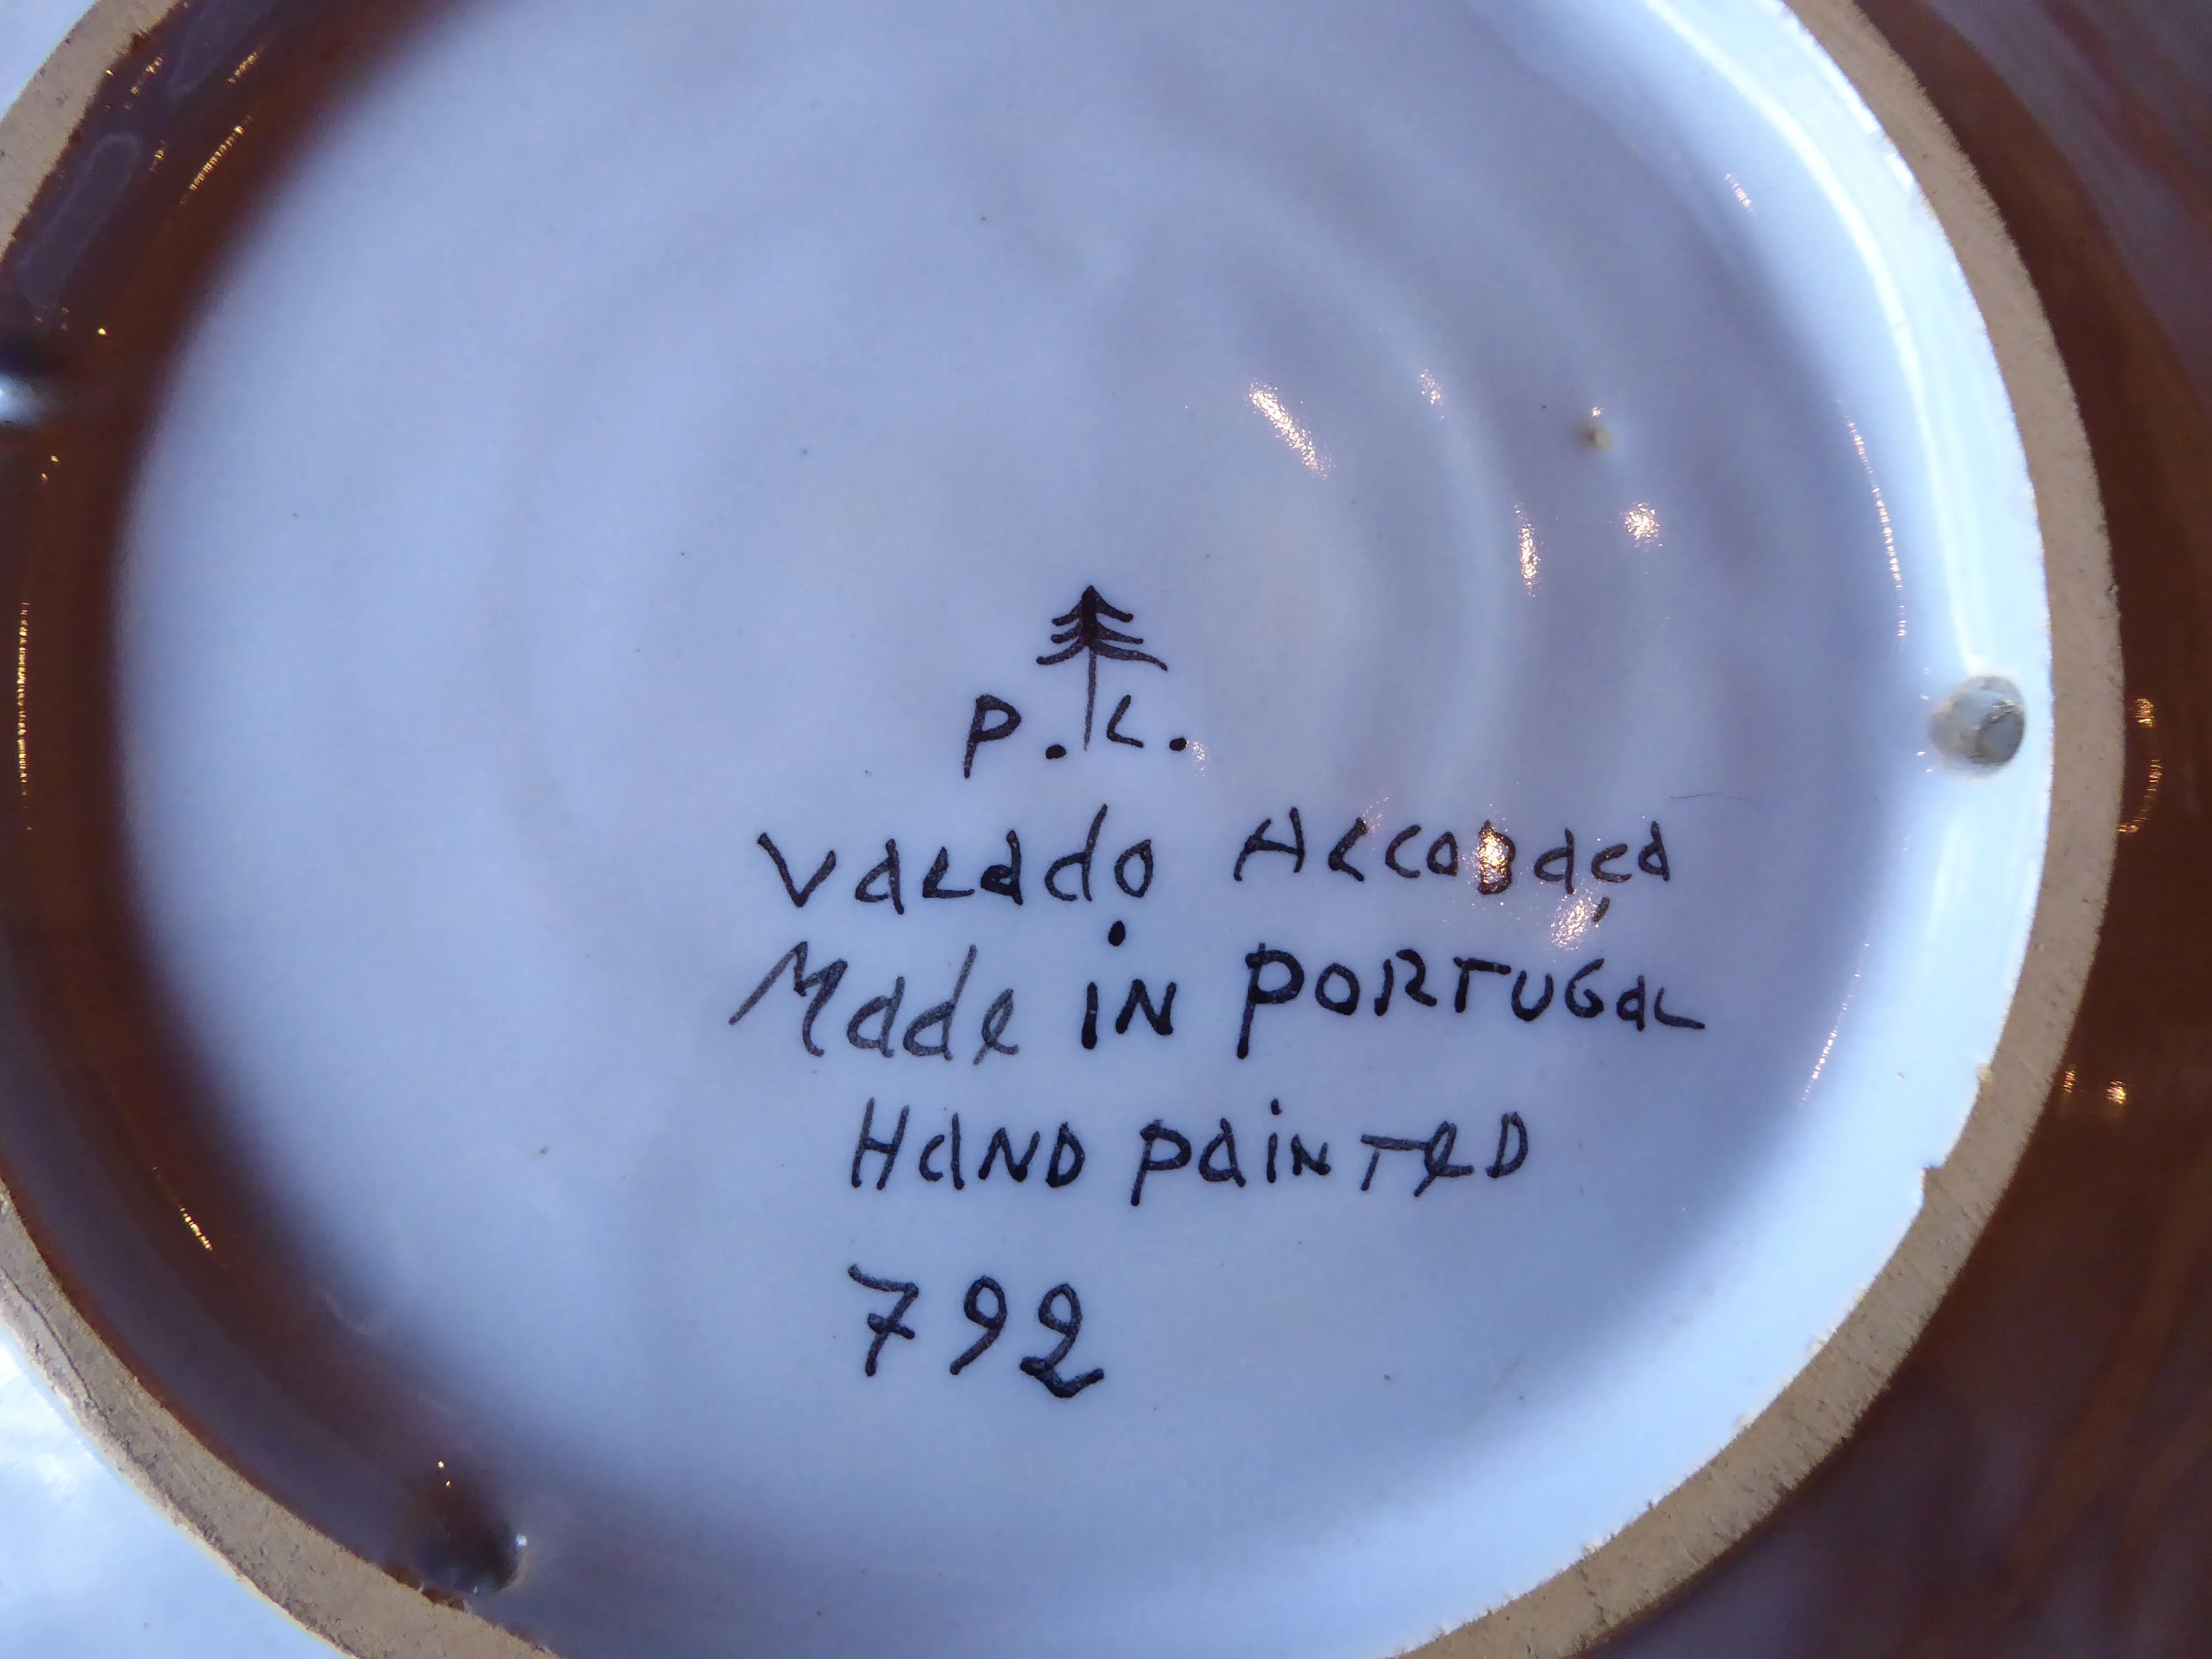 P.L.
Valado Alcobaça
Made in PORTUGAL
HAND painted
792